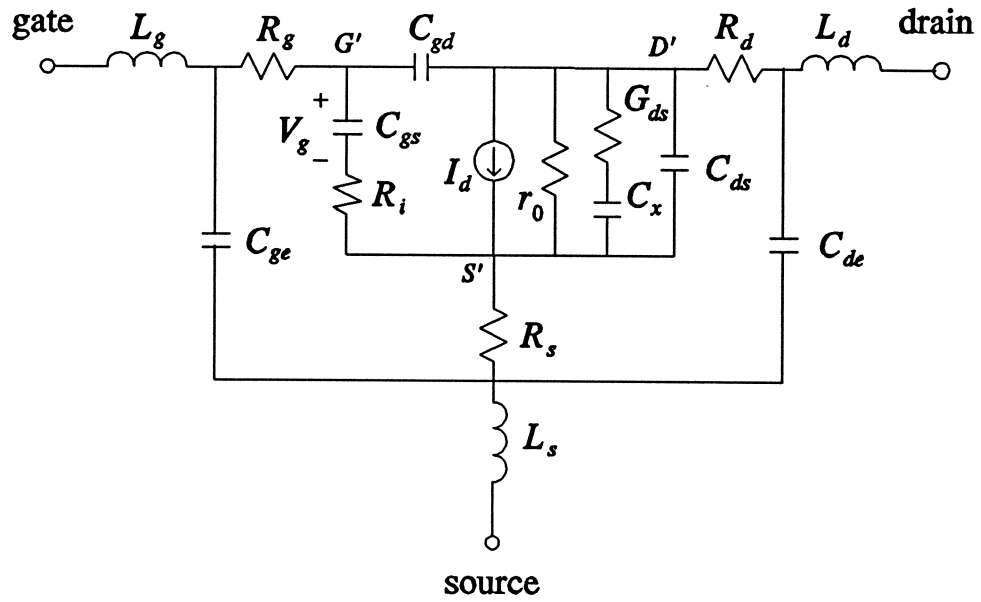 gate
L_g
R_g
G'
C_gd
D'
R_d
L_d
drain
+
V_g
−
C_gs
R_i
I_d
r_0
G_ds
C_x
C_ds
C_ge
C_de
S'
R_s
L_s
source